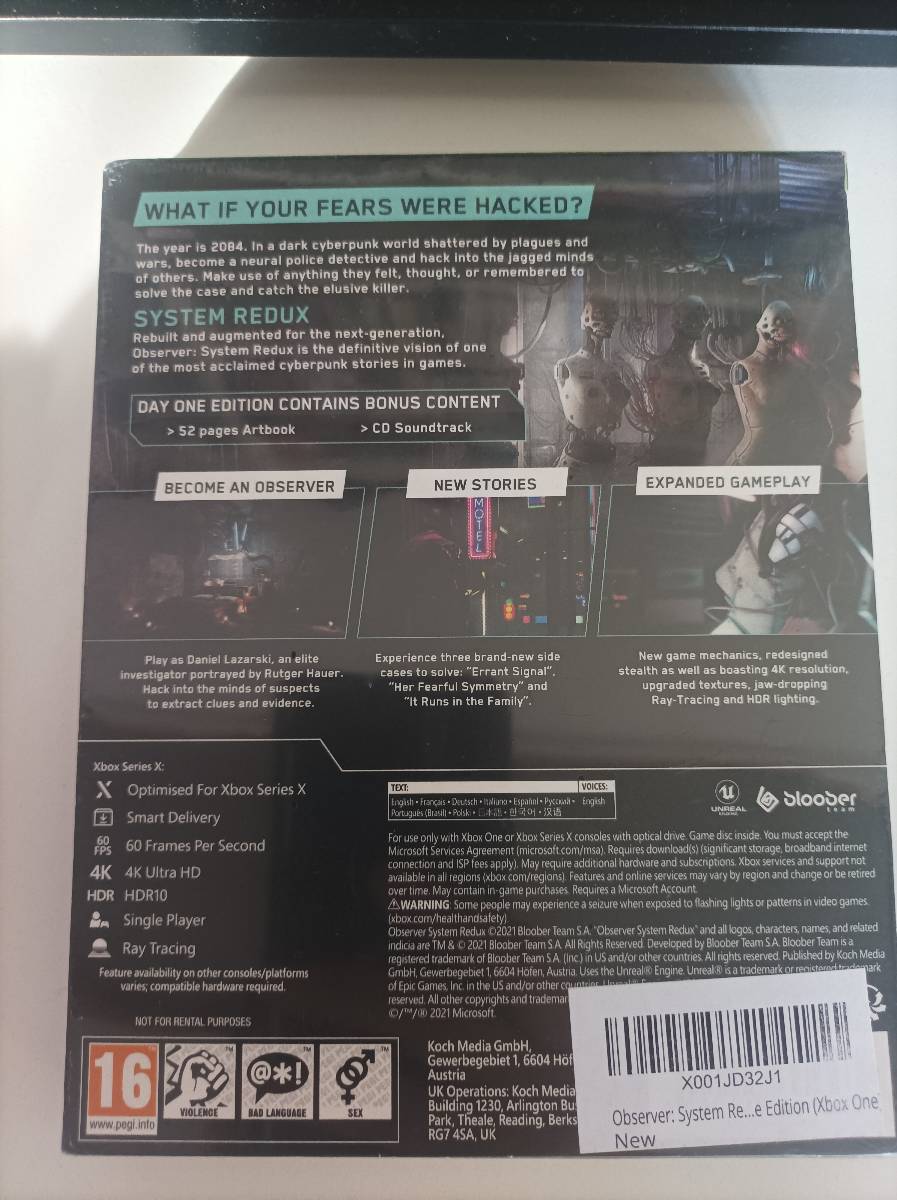 WHAT IF YOUR FEARS WERE HACKED?
The year is 2084. In a dark cyberpunk world shattered by plagues and
wars, become a neural police detective and hack into the jagged minds
of others. Make use of anything they felt, thought, or remembered to
solve the case and catch the elusive killer.
SYSTEM REDUX
Rebuilt and augmented for the next-generation,
Observer: System Redux is the definitive vision of one
of the most acclaimed cyberpunk stories in games.
DAY ONE EDITION CONTAINS BONUS CONTENT
> 52 pages Artbook > CD Soundtrack
BECOME AN OBSERVER
NEW STORIES
EXPANDED GAMEPLAY
MOTEL
Play as Daniel Lazarski, an elite
investigator portrayed by Rutger Hauer.
Hack into the minds of suspects
to extract clues and evidence.
Experience three brand-new side
cases to solve: "Errant Signal",
"Her Fearful Symmetry" and
"It Runs in the Family".
New game mechanics, redesigned
stealth as well as boasting 4K resolution,
upgraded textures, jaw-dropping
Ray-Tracing and HDR lighting.
Xbox Series X:
X Optimised For Xbox Series X
Smart Delivery
60 FPS 60 Frames Per Second
4K 4K Ultra HD
HDR HDR10
Single Player
Ray Tracing
Feature availability on other consoles/platforms
varies; compatible hardware required.
NOT FOR RENTAL PURPOSES
TEXT: VOICES:
English • Français • Deutsch • Italiano • Español • Русский • English
Português (Brasil) • Polski • 日本語 • 한국어 • 汉语
UNREAL
ENGINE
bloober
team
For use only with Xbox One or Xbox Series X consoles with optical drive. Game disc inside. You must accept the
Microsoft Services Agreement (microsoft.com/msa). Requires download(s) (significant storage, broadband internet
connection and ISP fees apply). May require additional hardware and subscriptions. Xbox services and support not
available in all regions (xbox.com/regions). Features and online services may vary by region and change or be retired
over time. May contain in-game purchases. Requires a Microsoft Account.
⚠WARNING: Some people may experience a seizure when exposed to flashing lights or patterns in video games.
(xbox.com/healthandsafety).
Observer System Redux ©2021 Bloober Team S.A. "Observer System Redux" and all logos, characters, names, and related
indicia are TM & © 2021 Bloober Team S.A. All Rights Reserved. Developed by Bloober Team S.A. Bloober Team is a
registered trademark of Bloober Team S.A. (Inc.) in US and/or other countries. All rights reserved. Published by Koch Media
GmbH, Gewerbegebiet 1, 6604 Höfen, Austria. Uses the Unreal® Engine. Unreal® is a trademark or registered trademark
of Epic Games, Inc. in the US and/or other countries
reserved. All other copyrights and trademar
©/™/® 2021 Microsoft.
16
www.pegi.info
VIOLENCE
@*!
BAD LANGUAGE
SEX
Koch Media GmbH,
Gewerbegebiet 1, 6604 Höf
Austria
UK Operations: Koch Media
Building 1230, Arlington Bu
Park, Theale, Reading, Berks
RG7 4SA, UK
X001JD32J1
Observer: System Re...e Edition (Xbox One
New